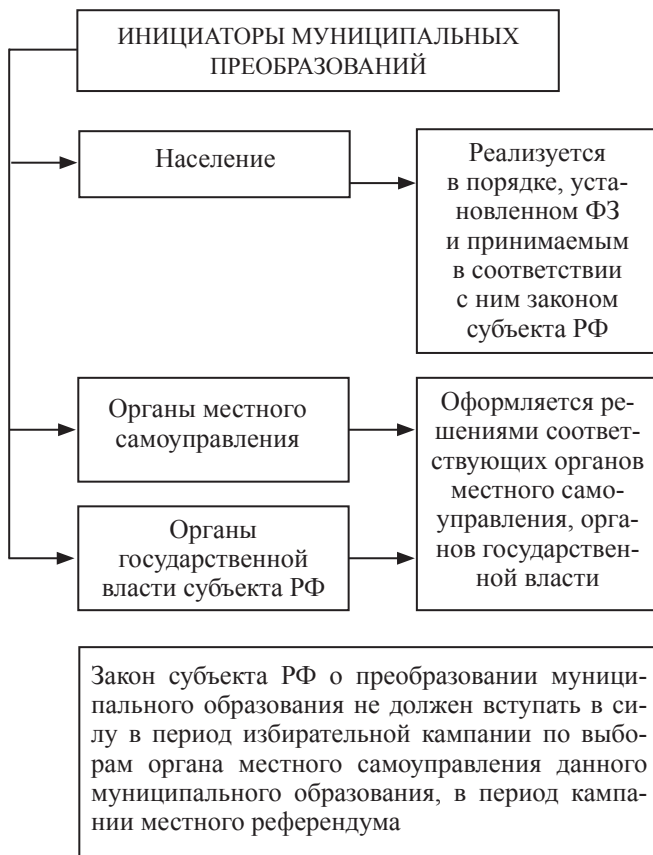 ИНИЦИАТОРЫ МУНИЦИПАЛЬНЫХ
ПРЕОБРАЗОВАНИЙ
Население
Реализуется
в порядке, уста-
новленном ФЗ
и принимаемым
в соответствии
с ним законом
субъекта РФ
Органы местного
самоуправления
Органы
государственной
власти субъекта РФ
Оформляется ре-
шениями соответ-
ствующих органов
местного само-
управления, орга-
нов государствен-
ной власти
Закон субъекта РФ о преобразовании муници-
пального образования не должен вступать в си-
лу в период избирательной кампании по выбо-
рам органа местного самоуправления данного
муниципального образования, в период кампа-
нии местного референдума